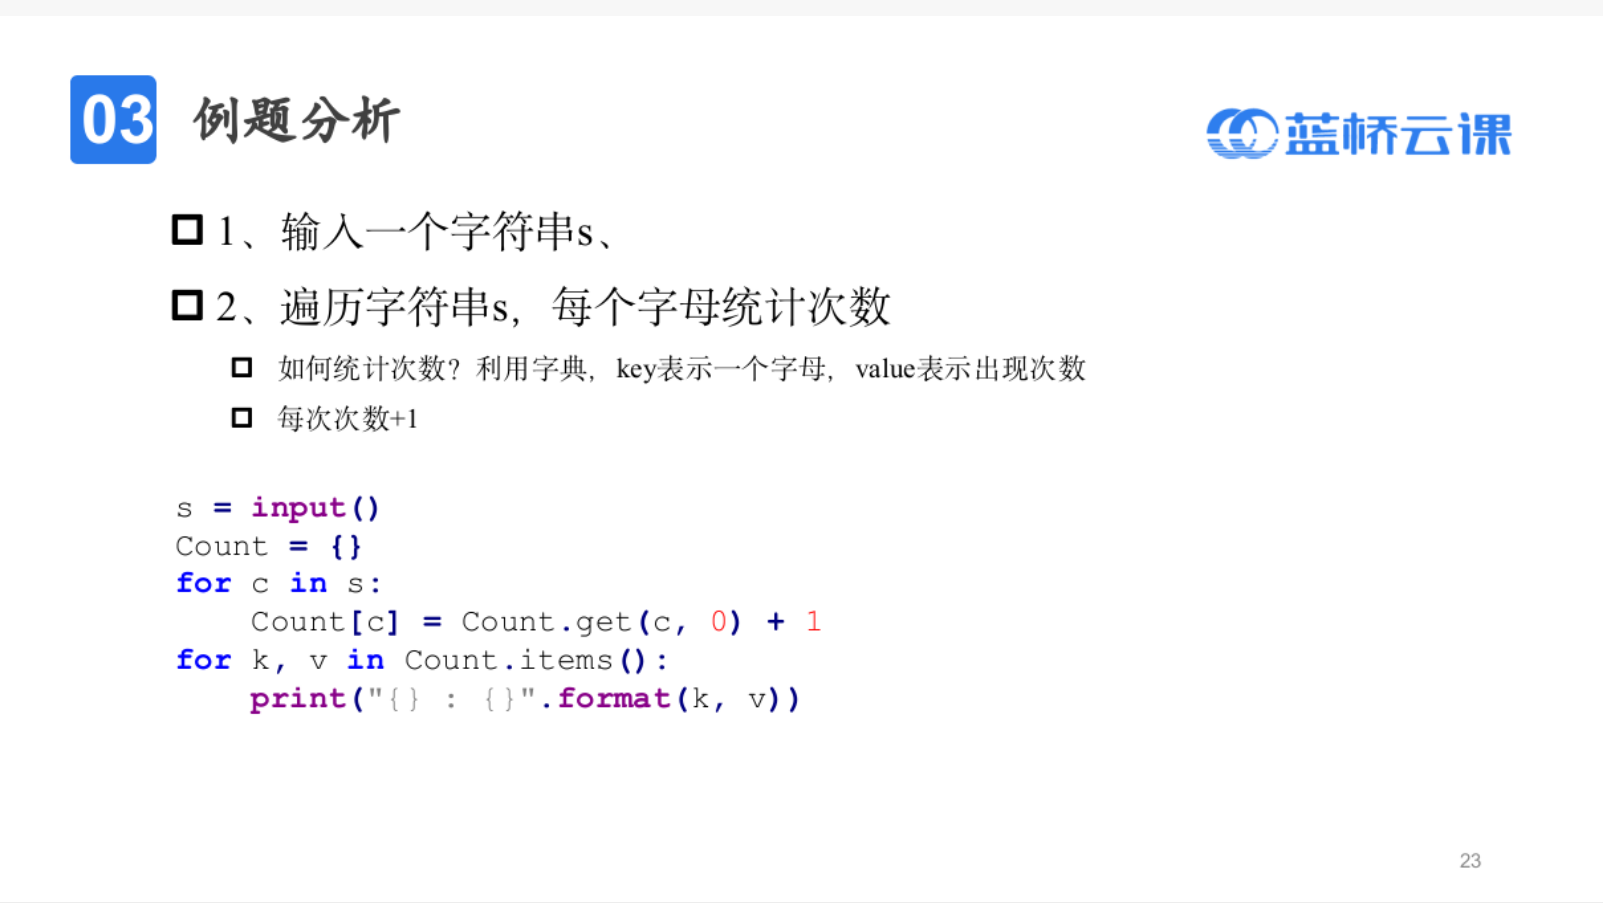 03 例题分析
蓝桥云课
1、输入一个字符串s、
2、遍历字符串s，每个字母统计次数
如何统计次数？利用字典，key表示一个字母，value表示出现次数
每次次数+1
s = input()
Count = {}
for c in s:
    Count[c] = Count.get(c, 0) + 1
for k, v in Count.items():
    print("{} : {}".format(k, v))
23